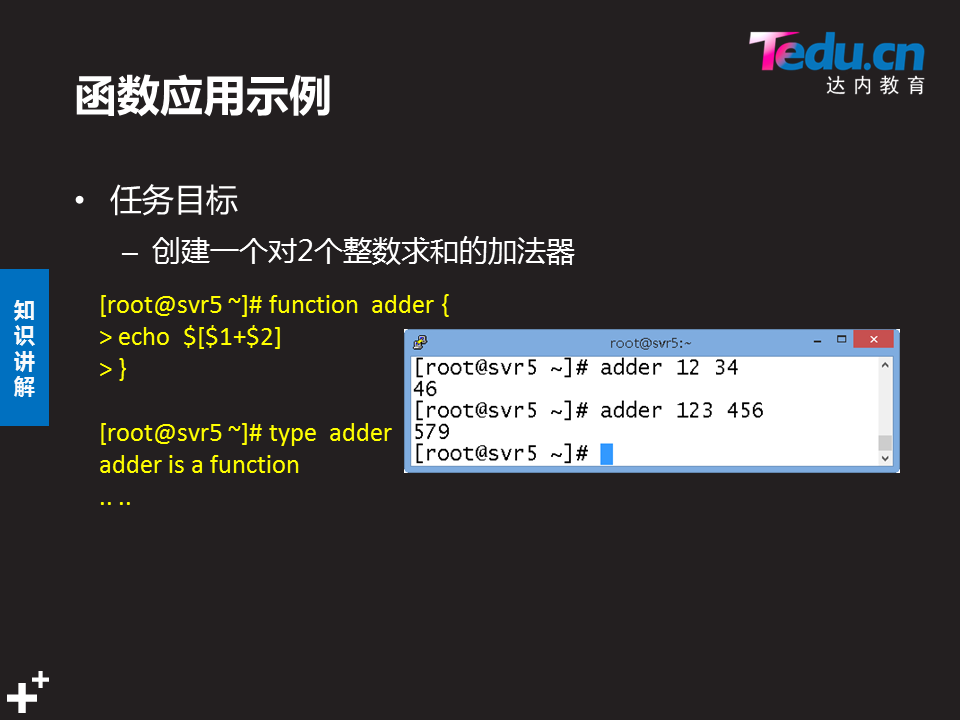 Tedu.cn
达内教育
函数应用示例
• 任务目标
– 创建一个对2个整数求和的加法器
知识讲解
[root@svr5 ~]# function adder {
> echo $[$1+$2]
> }
[root@svr5 ~]# type adder
adder is a function
.. ..
root@svr5:~
[root@svr5 ~]# adder 12 34
46
[root@svr5 ~]# adder 123 456
579
[root@svr5 ~]#